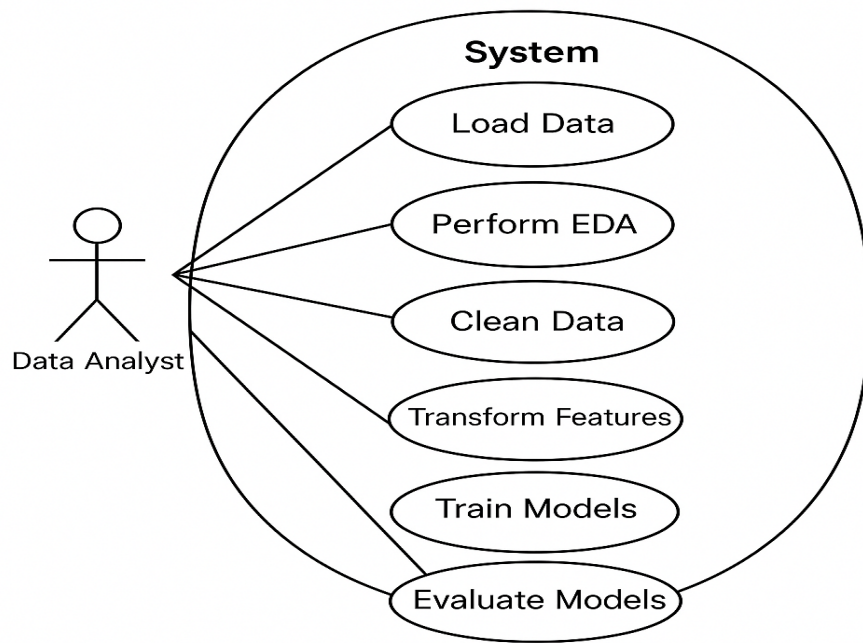 System
Load Data
Perform EDA
Clean Data
Data Analyst
Transform Features
Train Models
Evaluate Models